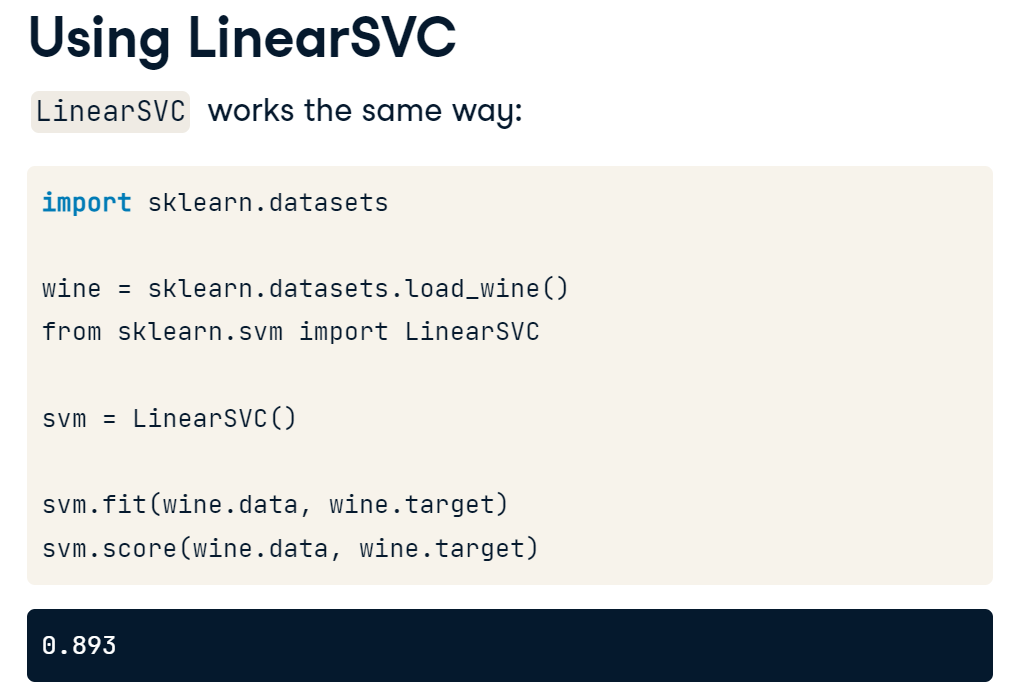 Using LinearSVC
LinearSVC works the same way:
import sklearn.datasets
wine = sklearn.datasets.load_wine()
from sklearn.svm import LinearSVC
svm = LinearSVC()
svm.fit(wine.data, wine.target)
svm.score(wine.data, wine.target)
0.893